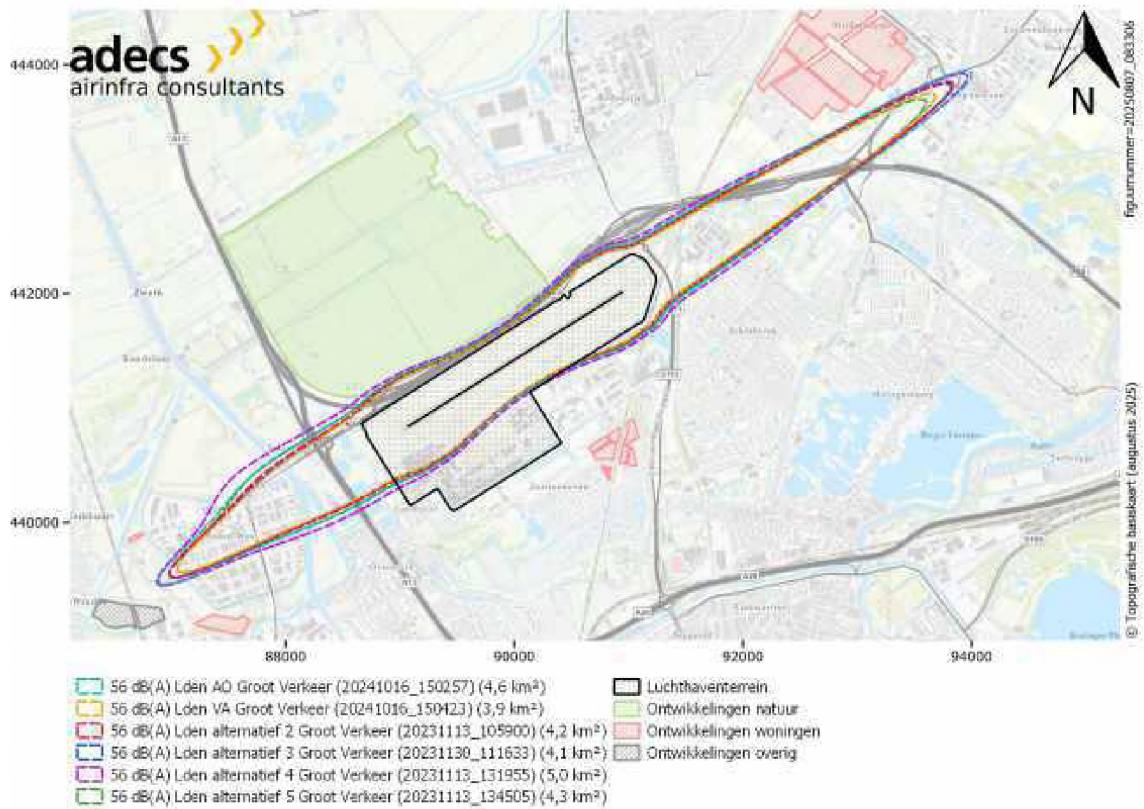 adecs
airinfra consultants
N
figuurnummer=20250807_083306
© Topografische basiskaart (augustus 2025)
444000
442000
440000
88000
90000
92000
94000
Zweth
A13
A20
56 dB(A) Lden AO Groot Verkeer (20241016_150257) (4,6 km²)
56 dB(A) Lden VA Groot Verkeer (20241016_150423) (3,9 km²)
56 dB(A) Lden alternatief 2 Groot Verkeer (20231113_105900) (4,2 km²)
56 dB(A) Lden alternatief 3 Groot Verkeer (20231130_111633) (4,1 km²)
56 dB(A) Lden alternatief 4 Groot Verkeer (20231113_131955) (5,0 km²)
56 dB(A) Lden alternatief 5 Groot Verkeer (20231113_134505) (4,3 km²)
Luchthaventerrein
Ontwikkelingen natuur
Ontwikkelingen woningen
Ontwikkelingen overig